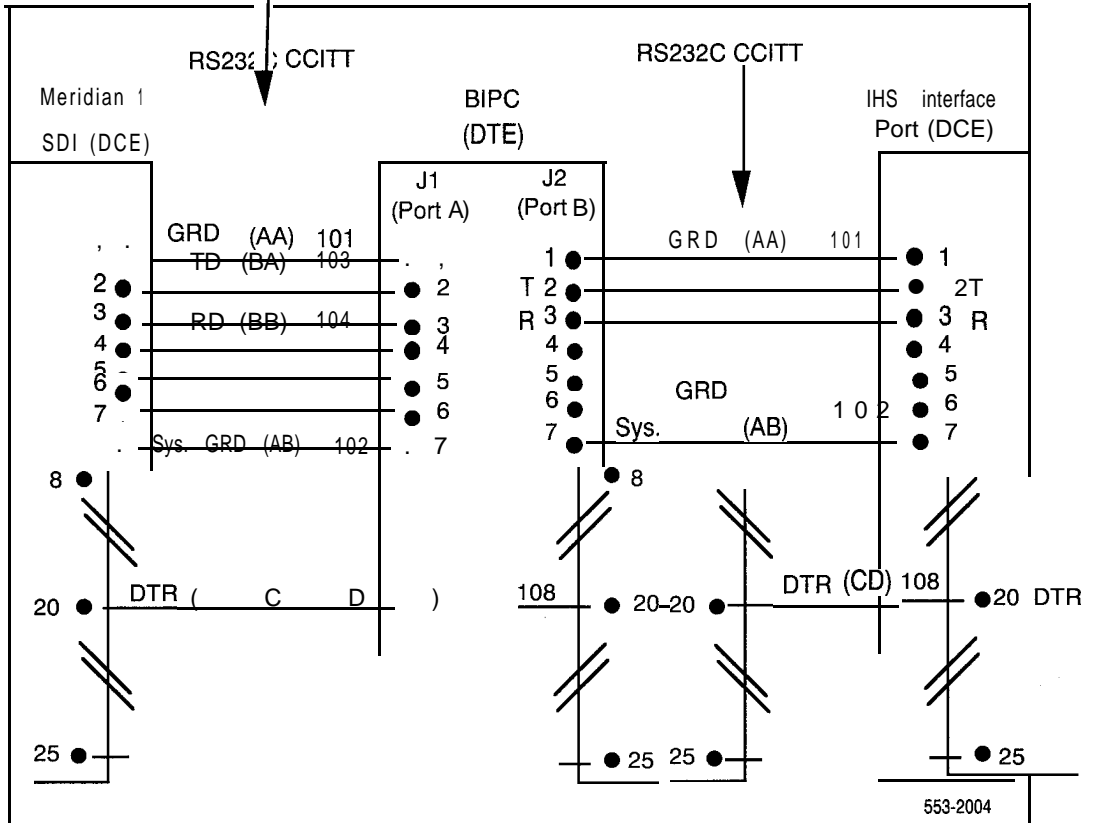 RS232C CCITT
RS232C CCITT
Meridian 1
SDI (DCE)
BIPC
(DTE)
IHS interface
Port (DCE)
J1
(Port A)
J2
(Port B)
GRD (AA) 101
TD (BA) 103
GRD (AA) 101
1
1
2
2
T 2
2T
3
RD (BB) 104
3
R 3
3 R
4
4
4
4
5
5
5
5
6
6
6
6
GRD
7
Sys. GRD (AB) 102
7
7
Sys. (AB) 102
7
8
8
20
DTR ( C D )
108
20-20
DTR (CD) 108
20 DTR
25
25
25
25
553-2004